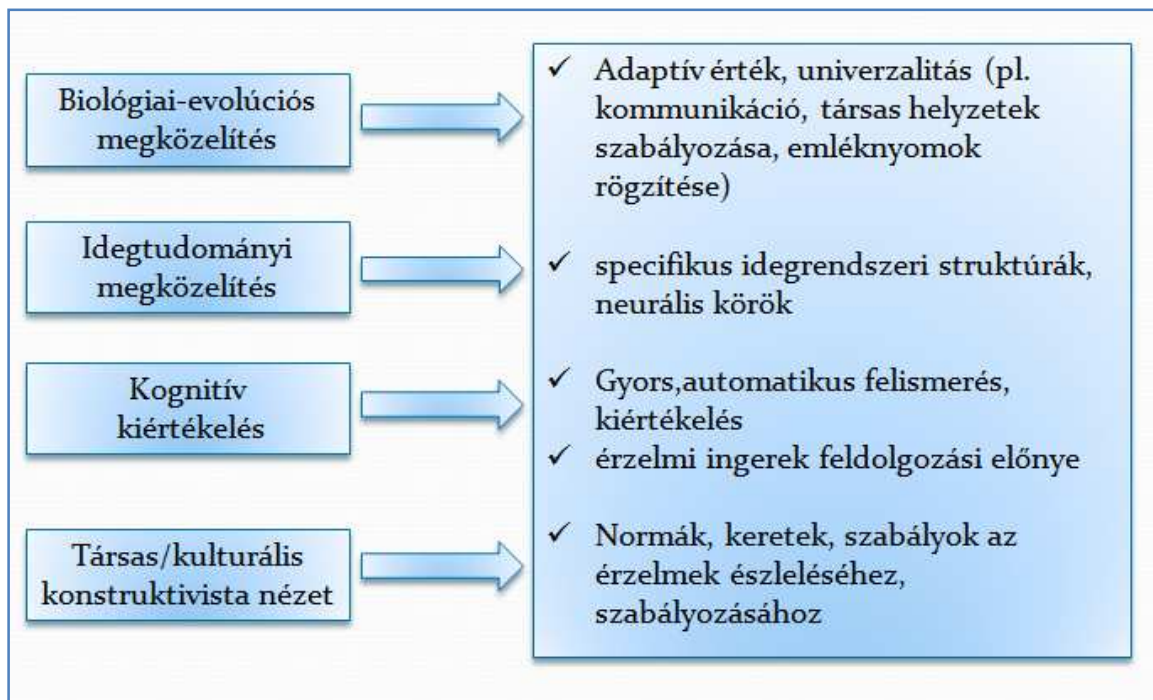 Biológiai-evolúciós
megközelítés
✓ Adaptív érték, univerzalitás (pl.
kommunikáció, társas helyzetek
szabályozása, emléknyomok
rögzítése)
Idegtudományi
megközelítés
✓ specifikus idegrendszeri struktúrák,
neurális körök
Kognitív
kiértékelés
✓ Gyors,automatikus felismerés,
kiértékelés
✓ érzelmi ingerek feldolgozási előnye
Társas/kulturális
konstruktivista nézet
✓ Normák, keretek, szabályok az
érzelmek észleléséhez,
szabályozásához